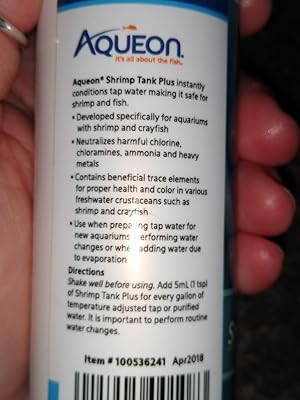 AQUEON.
it's all about the fish.
Aqueon® Shrimp Tank Plus instantly
conditions tap water making it safe for
shrimp and fish.
• Developed specifically for aquariums
with shrimp and crayfish
• Neutralizes harmful chlorine,
chloramines, ammonia and heavy
metals
• Contains beneficial trace elements
for proper health and color in various
freshwater crustaceans such as
shrimp and crayfish
• Use when preparing tap water for
new aquariums, performing water
changes or when adding water due
to evaporation
Directions
Shake well before using. Add 5mL (1 tsp)
of Shrimp Tank Plus for every gallon of
temperature adjusted tap or purified
water. It is important to perform routine
water changes.
Item # 100536241 Apr2018
S